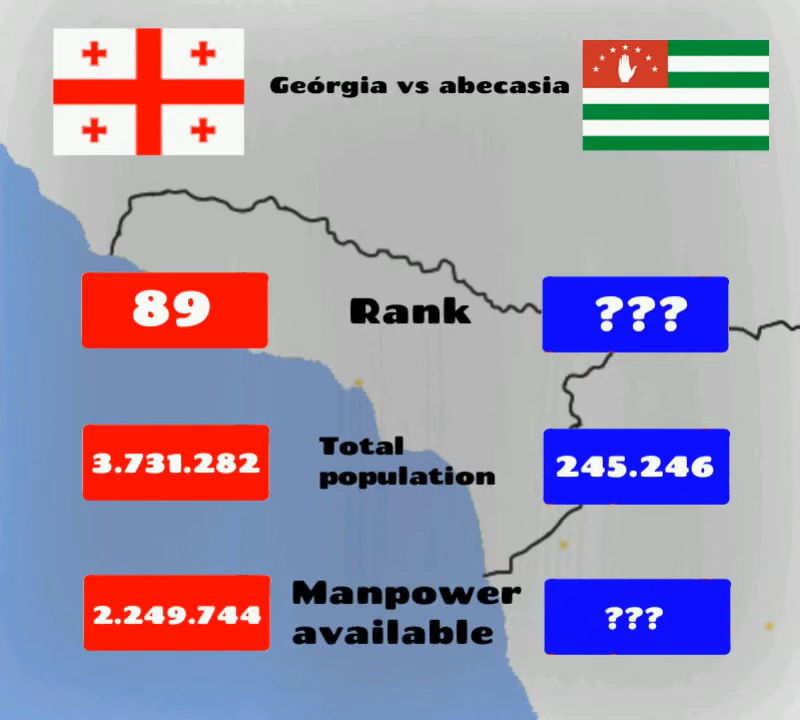 Geórgia vs abecasia
89
Rank
???
Total
population
3.731.282
245.246
Manpower
available
2.249.744
???